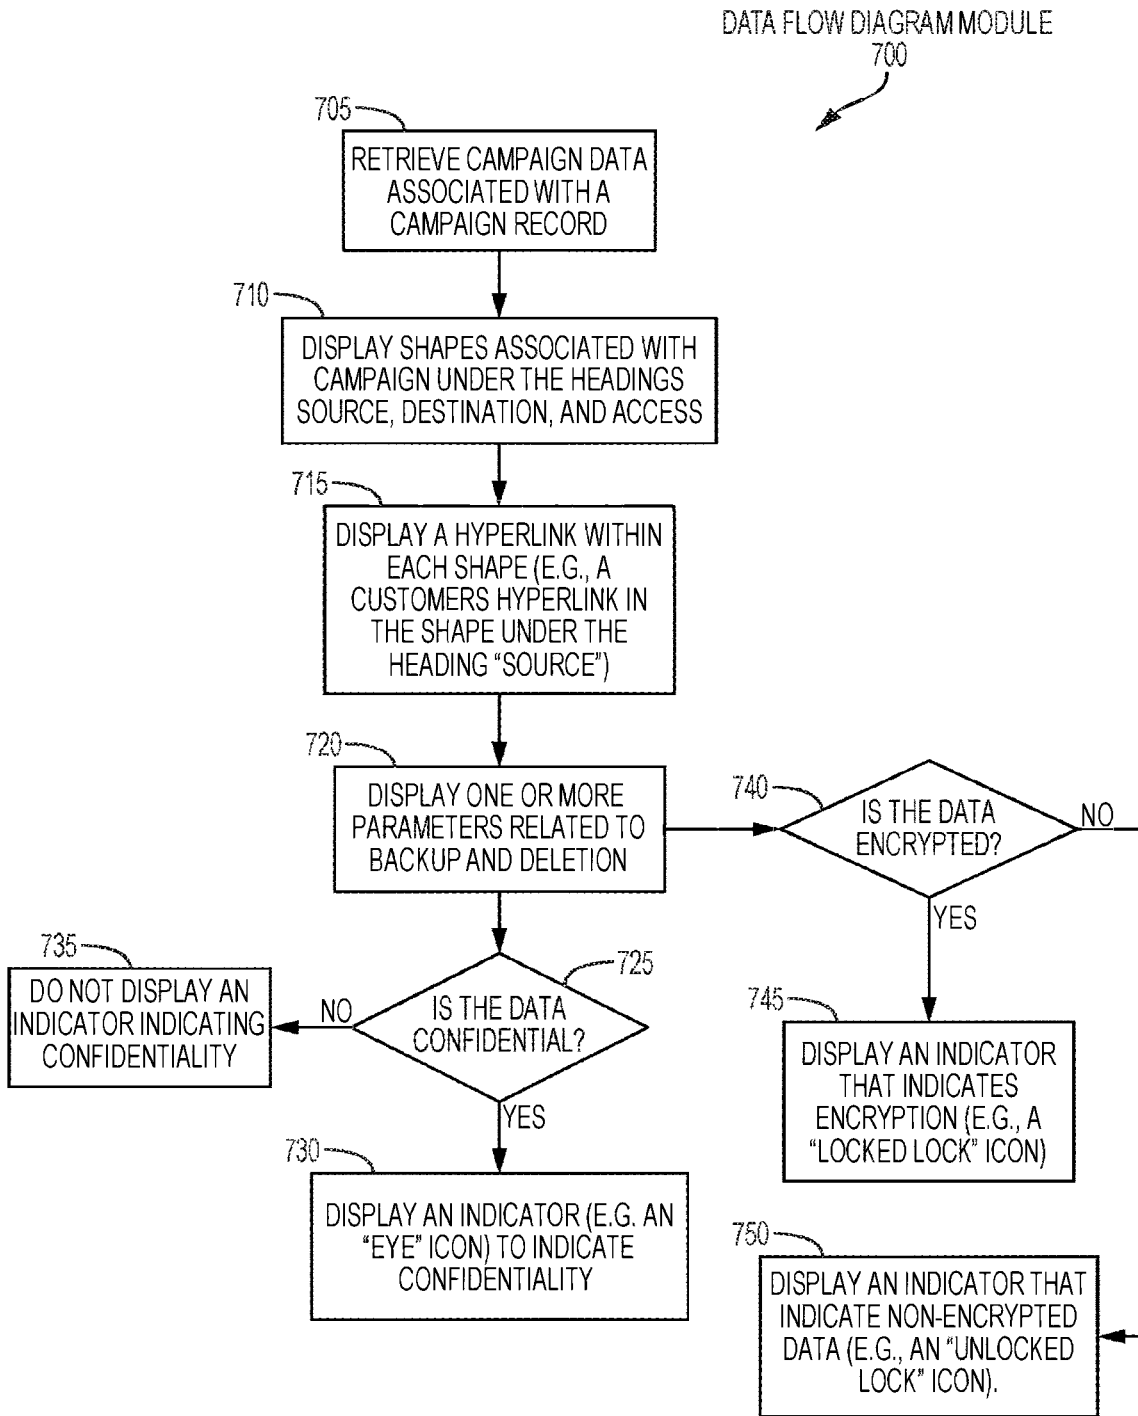 DATA FLOW DIAGRAM MODULE
700
705
RETRIEVE CAMPAIGN DATA
ASSOCIATED WITH A
CAMPAIGN RECORD
710
DISPLAY SHAPES ASSOCIATED WITH
CAMPAIGN UNDER THE HEADINGS
SOURCE, DESTINATION, AND ACCESS
715
DISPLAY A HYPERLINK WITHIN
EACH SHAPE (E.G., A
CUSTOMERS HYPERLINK IN
THE SHAPE UNDER THE
HEADING “SOURCE”)
720
DISPLAY ONE OR MORE
PARAMETERS RELATED TO
BACKUP AND DELETION
740
IS THE DATA
ENCRYPTED?
NO
YES
735
DO NOT DISPLAY AN
INDICATOR INDICATING
CONFIDENTIALITY
NO
725
IS THE DATA
CONFIDENTIAL?
YES
745
DISPLAY AN INDICATOR
THAT INDICATES
ENCRYPTION (E.G., A
“LOCKED LOCK” ICON)
730
DISPLAY AN INDICATOR (E.G. AN
“EYE” ICON) TO INDICATE
CONFIDENTIALITY
750
DISPLAY AN INDICATOR THAT
INDICATE NON-ENCRYPTED
DATA (E.G., AN “UNLOCKED
LOCK” ICON).